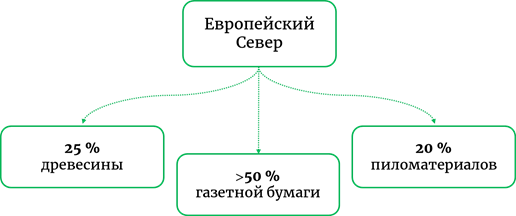 Европейский
Север
25 %
древесины
>50 %
газетной бумаги
20 %
пиломатериалов